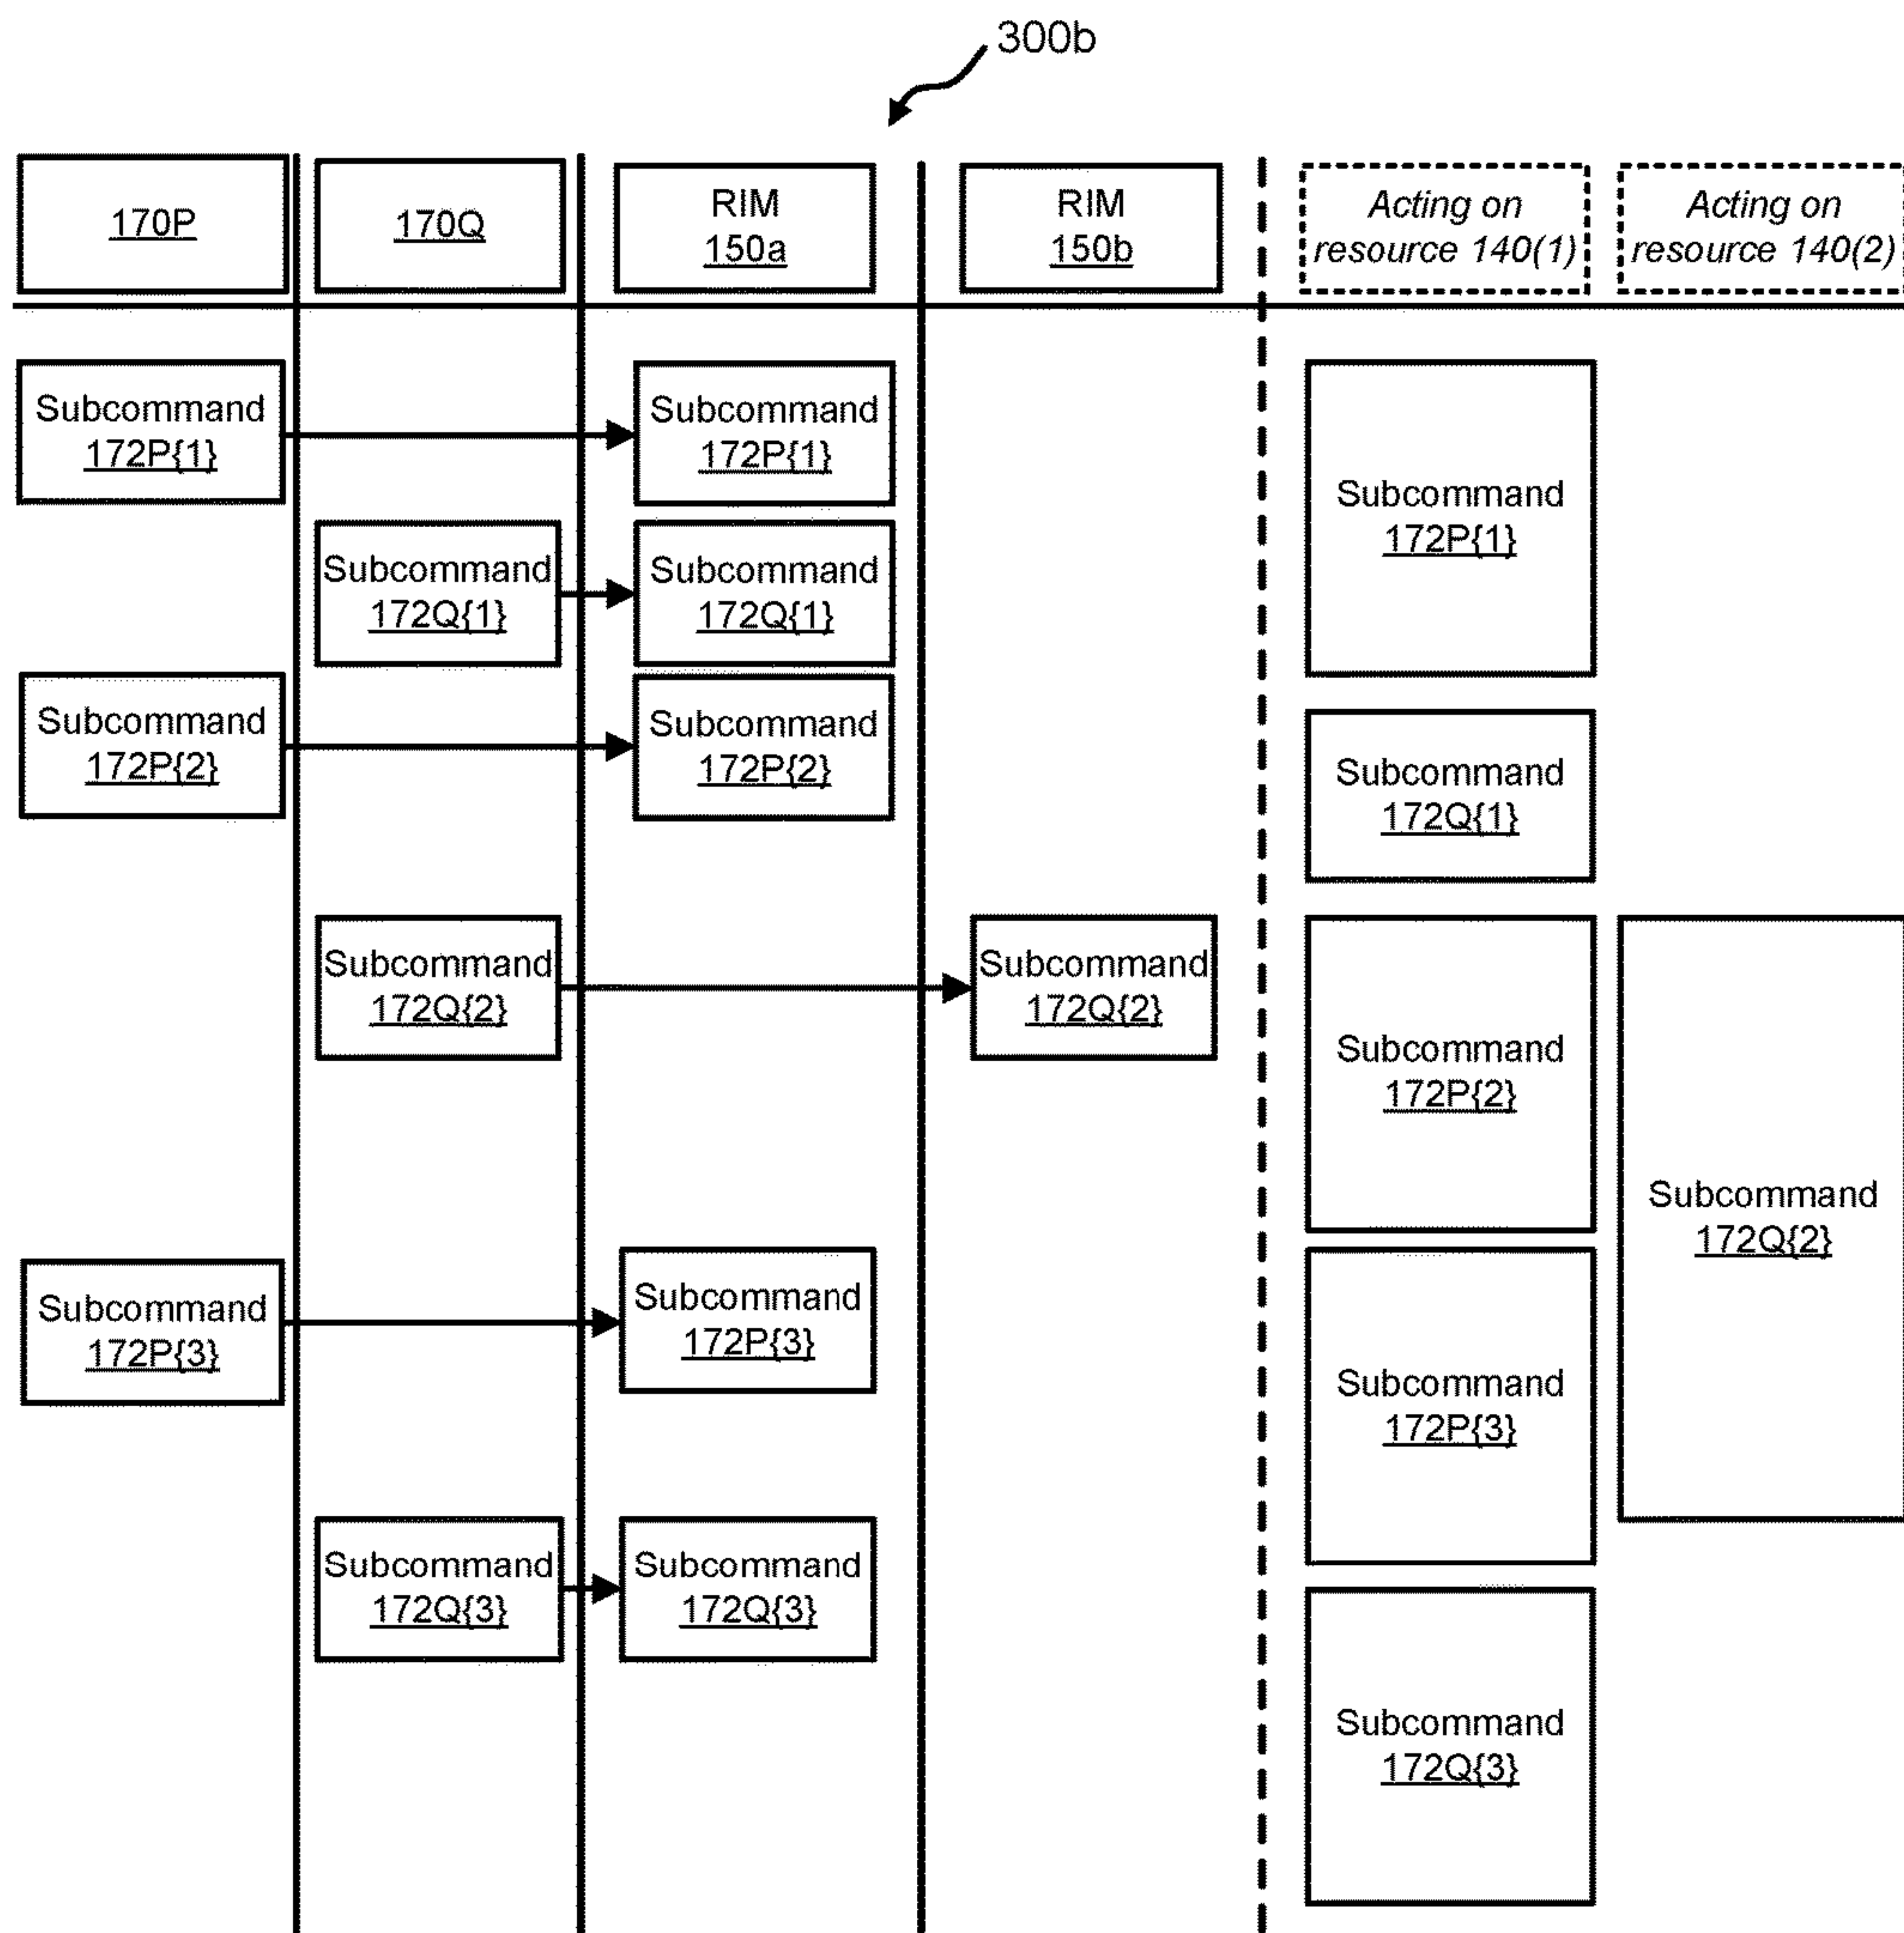 300b
170P
170Q
RIM
150a
RIM
150b
Acting on
resource 140(1)
Acting on
resource 140(2)
Subcommand
172P{1}
Subcommand
172P{1}
Subcommand
172P{1}
Subcommand
172Q{1}
Subcommand
172Q{1}
Subcommand
172P{2}
Subcommand
172P{2}
Subcommand
172Q{1}
Subcommand
172Q{2}
Subcommand
172Q{2}
Subcommand
172P{2}
Subcommand
172Q{2}
Subcommand
172P{3}
Subcommand
172P{3}
Subcommand
172P{3}
Subcommand
172Q{3}
Subcommand
172Q{3}
Subcommand
172Q{3}